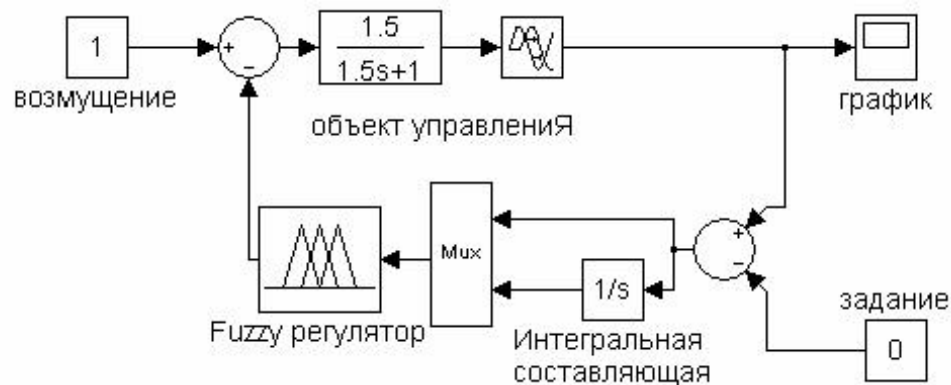 1
возмущение
+
−
1.5
1.5s+1
объект управлениЯ
график
Fuzzy регулятор
Mux
1/s
Интегральная
составляющая
+
−
задание
0